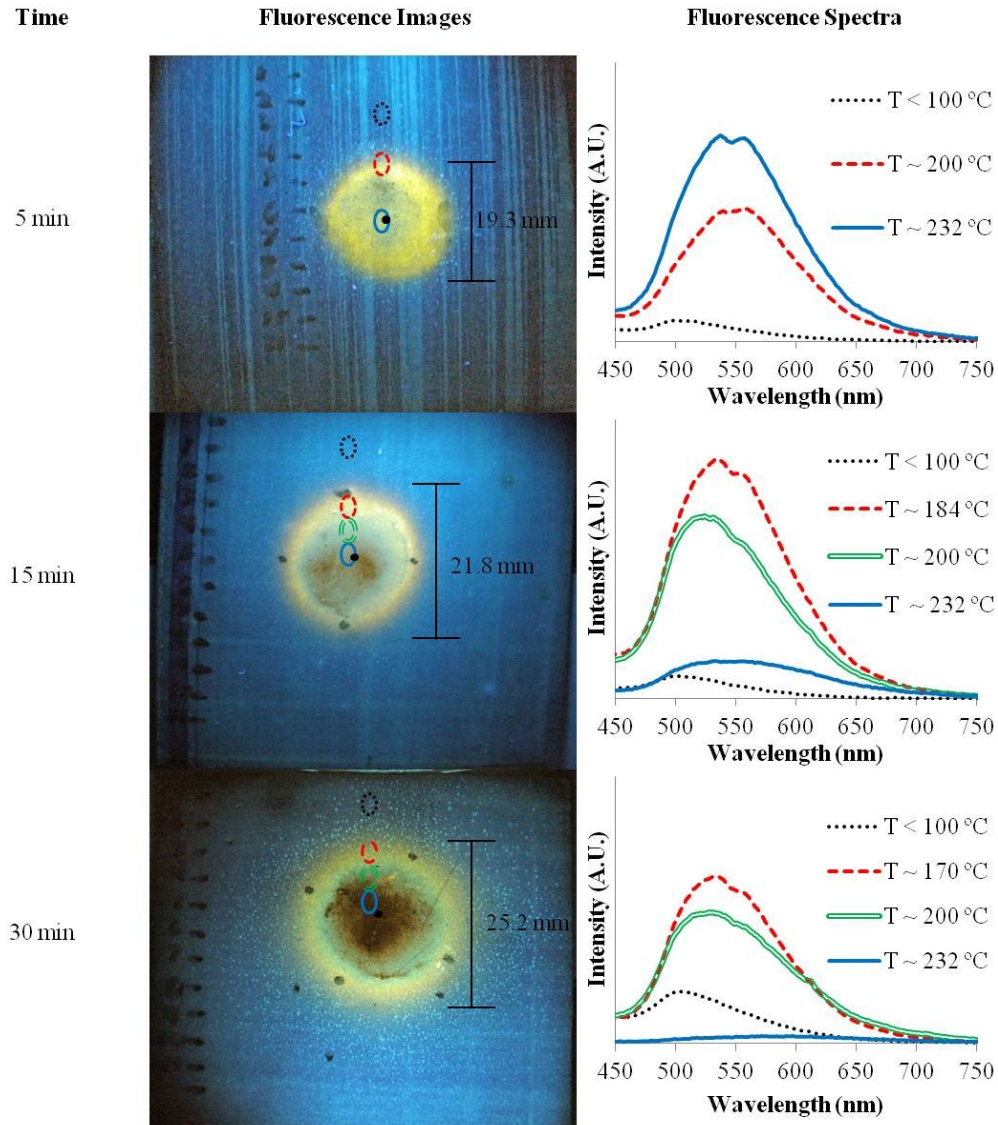 Time Fluorescence Images Fluorescence Spectra
5 min
19.3 mm
Intensity (A.U.)
T < 100 °C
T ~ 200 °C
T ~ 232 °C
450 500 550 600 650 700 750
Wavelength (nm)
15 min
21.8 mm
Intensity (A.U.)
T < 100 °C
T ~ 184 °C
T ~ 200 °C
T ~ 232 °C
450 500 550 600 650 700 750
Wavelength (nm)
30 min
25.2 mm
Intensity (A.U.)
T < 100 °C
T ~ 170 °C
T ~ 200 °C
T ~ 232 °C
450 500 550 600 650 700 750
Wavelength (nm)